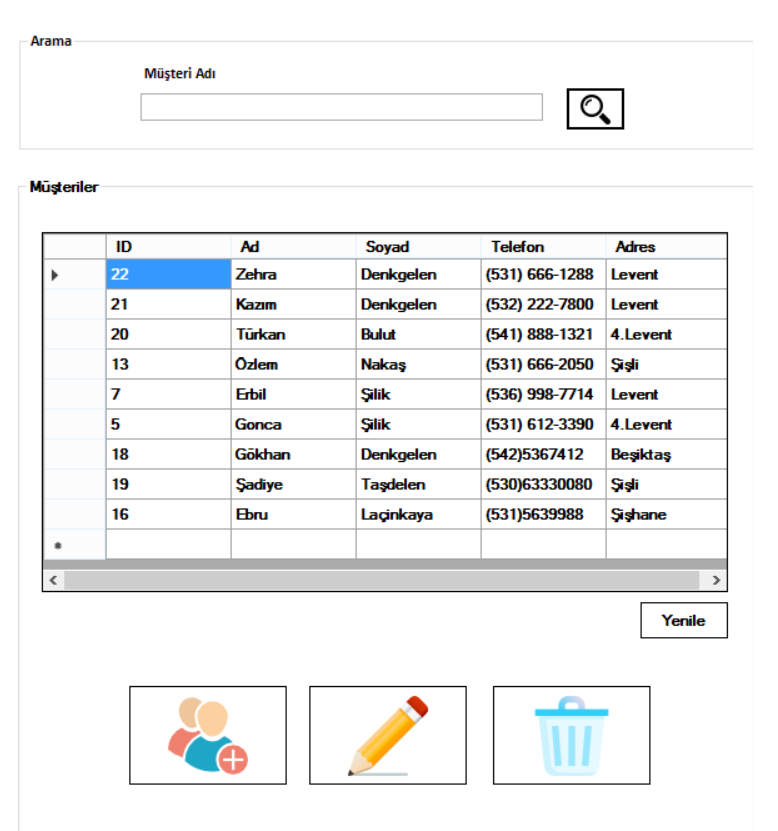 Arama
Müşteri Adı
Müşteriler
ID Ad Soyad Telefon Adres
22 Zehra Denkgelen (531) 666-1288 Levent
21 Kazım Denkgelen (532) 222-7800 Levent
20 Türkan Bulut (541) 888-1321 4.Levent
13 Özlem Nakaş (531) 666-2050 Şişli
7 Erbil Şilik (536) 998-7714 Levent
5 Gonca Şilik (531) 612-3390 4.Levent
18 Gökhan Denkgelen (542)5367412 Beşiktaş
19 Şadiye Taşdelen (530)63330080 Şişli
16 Ebru Laçinkaya (531)5639988 Şişhane
Yenile